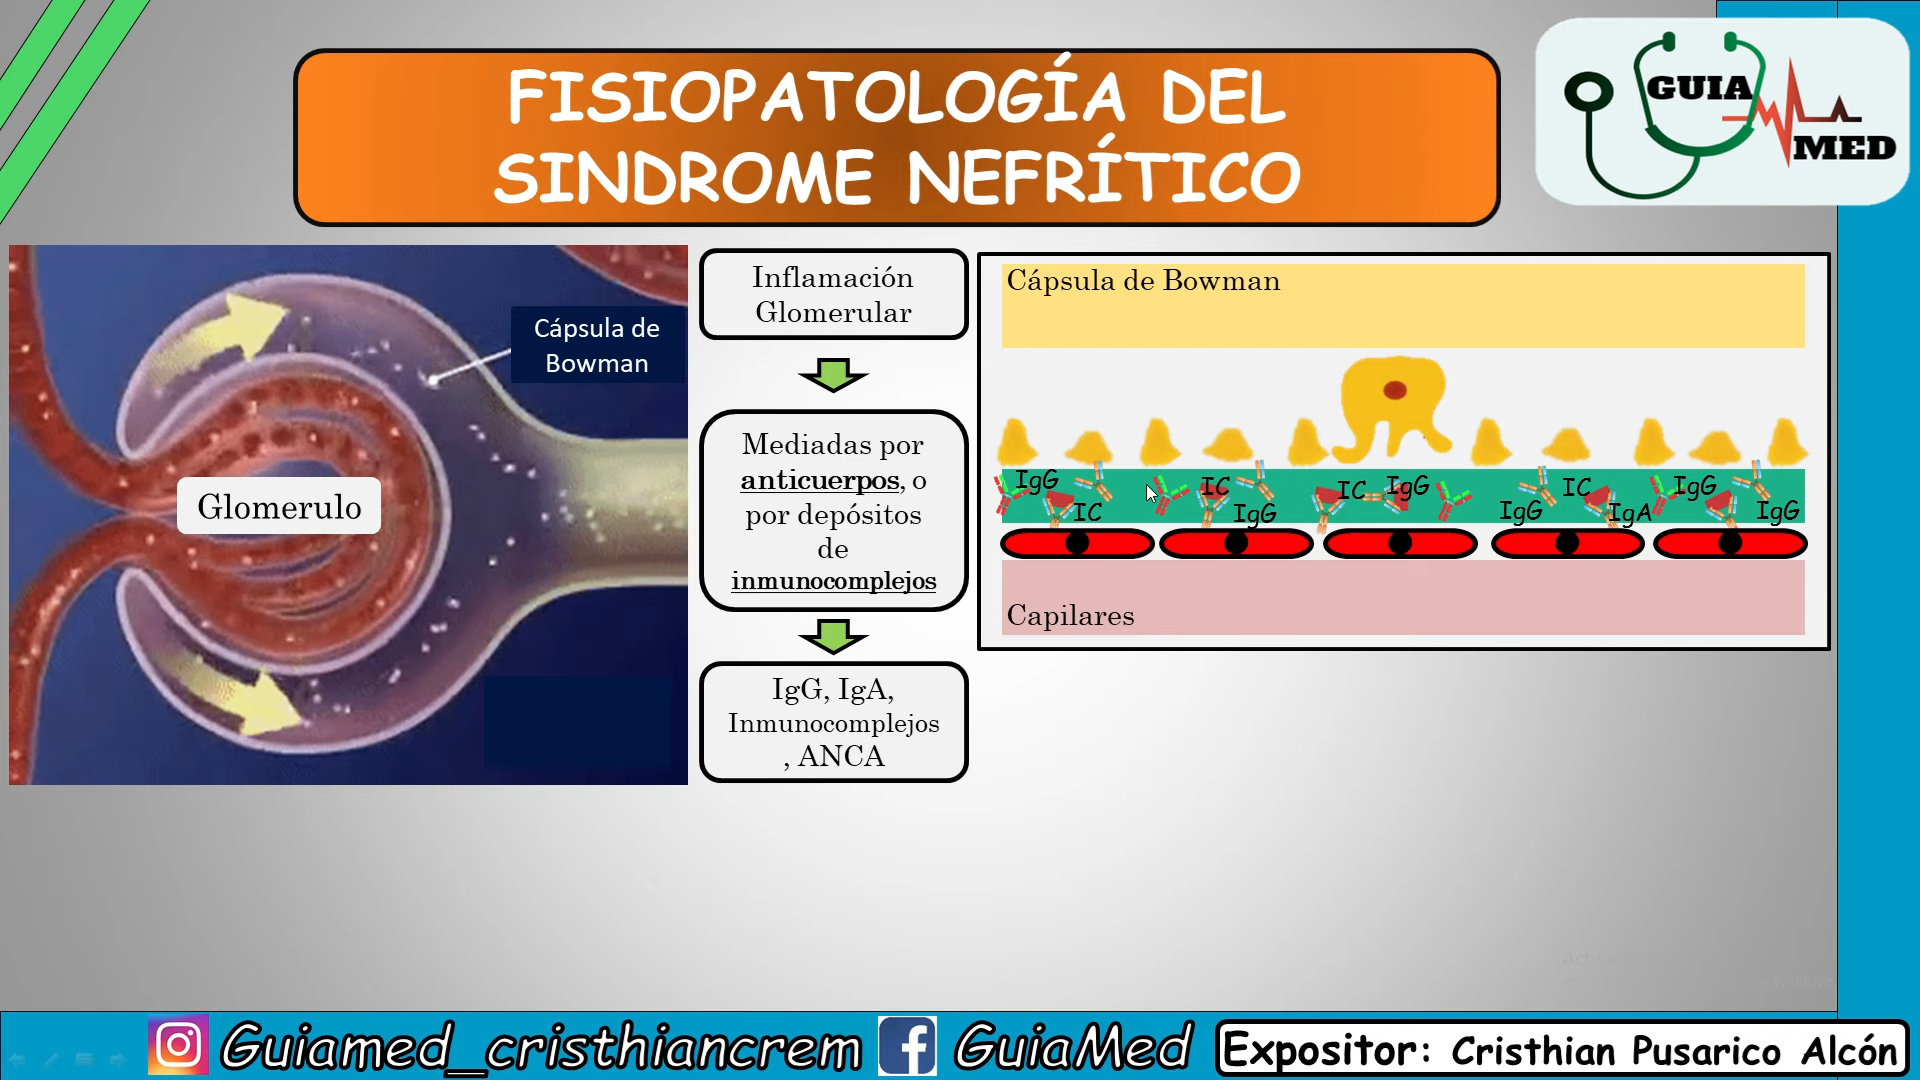 FISIOPATOLOGÍA DEL
SINDROME NEFRÍTICO
GUIA
MED
Cápsula de
Bowman
Glomerulo
Inflamación
Glomerular
Mediadas por
anticuerpos, o
por depósitos
de
inmunocomplejos
IgG, IgA,
Inmunocomplejos
, ANCA
Cápsula de Bowman
IgG
IC
IC
IgG
IC
IgG
IC
IgG
IgA
IgG
IgG
Capilares
Guiamed_cristhiancrem
GuiaMed
Expositor: Cristhian Pusarico Alcón